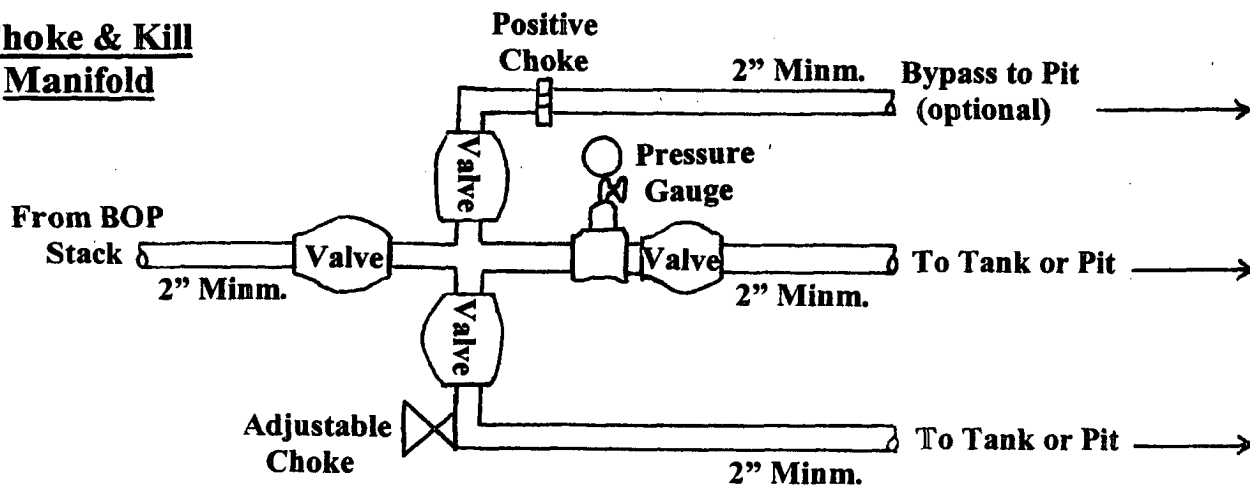 hoke & Kill
Manifold
Positive
Choke
2" Minm.
Bypass to Pit
(optional)
Valve
Pressure
Gauge
From BOP
Stack
Valve
Valve
To Tank or Pit
2" Minm.
2" Minm.
Valve
Adjustable
Choke
To Tank or Pit
2" Minm.